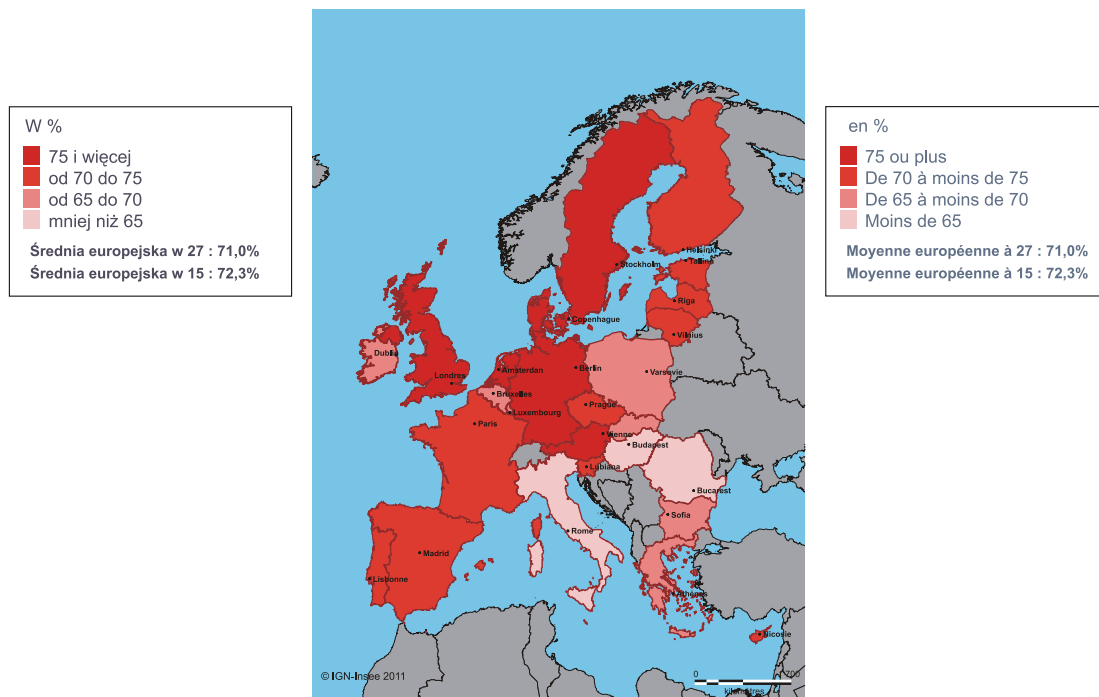 W %
75 i więcej
od 70 do 75
od 65 do 70
mniej niż 65
Średnia europejska w 27 : 71,0%
Średnia europejska w 15 : 72,3%
en %
75 ou plus
De 70 à moins de 75
De 65 à moins de 70
Moins de 65
Moyenne européenne à 27 : 71,0%
Moyenne européenne à 15 : 72,3%
Helsinki
Tallinn
Stockholm
Riga
Copenhague
Vilnius
Dublin
Londres
Amsterdan
Berlin
Varsovie
Bruxelles
Prague
Luxembourg
Paris
Vienne
Budapest
Lubiana
Bucarest
Sofia
Rome
Madrid
Lisbonne
Athènes
Nicosie
© IGN-Insee 2011
0 700
kilomètres